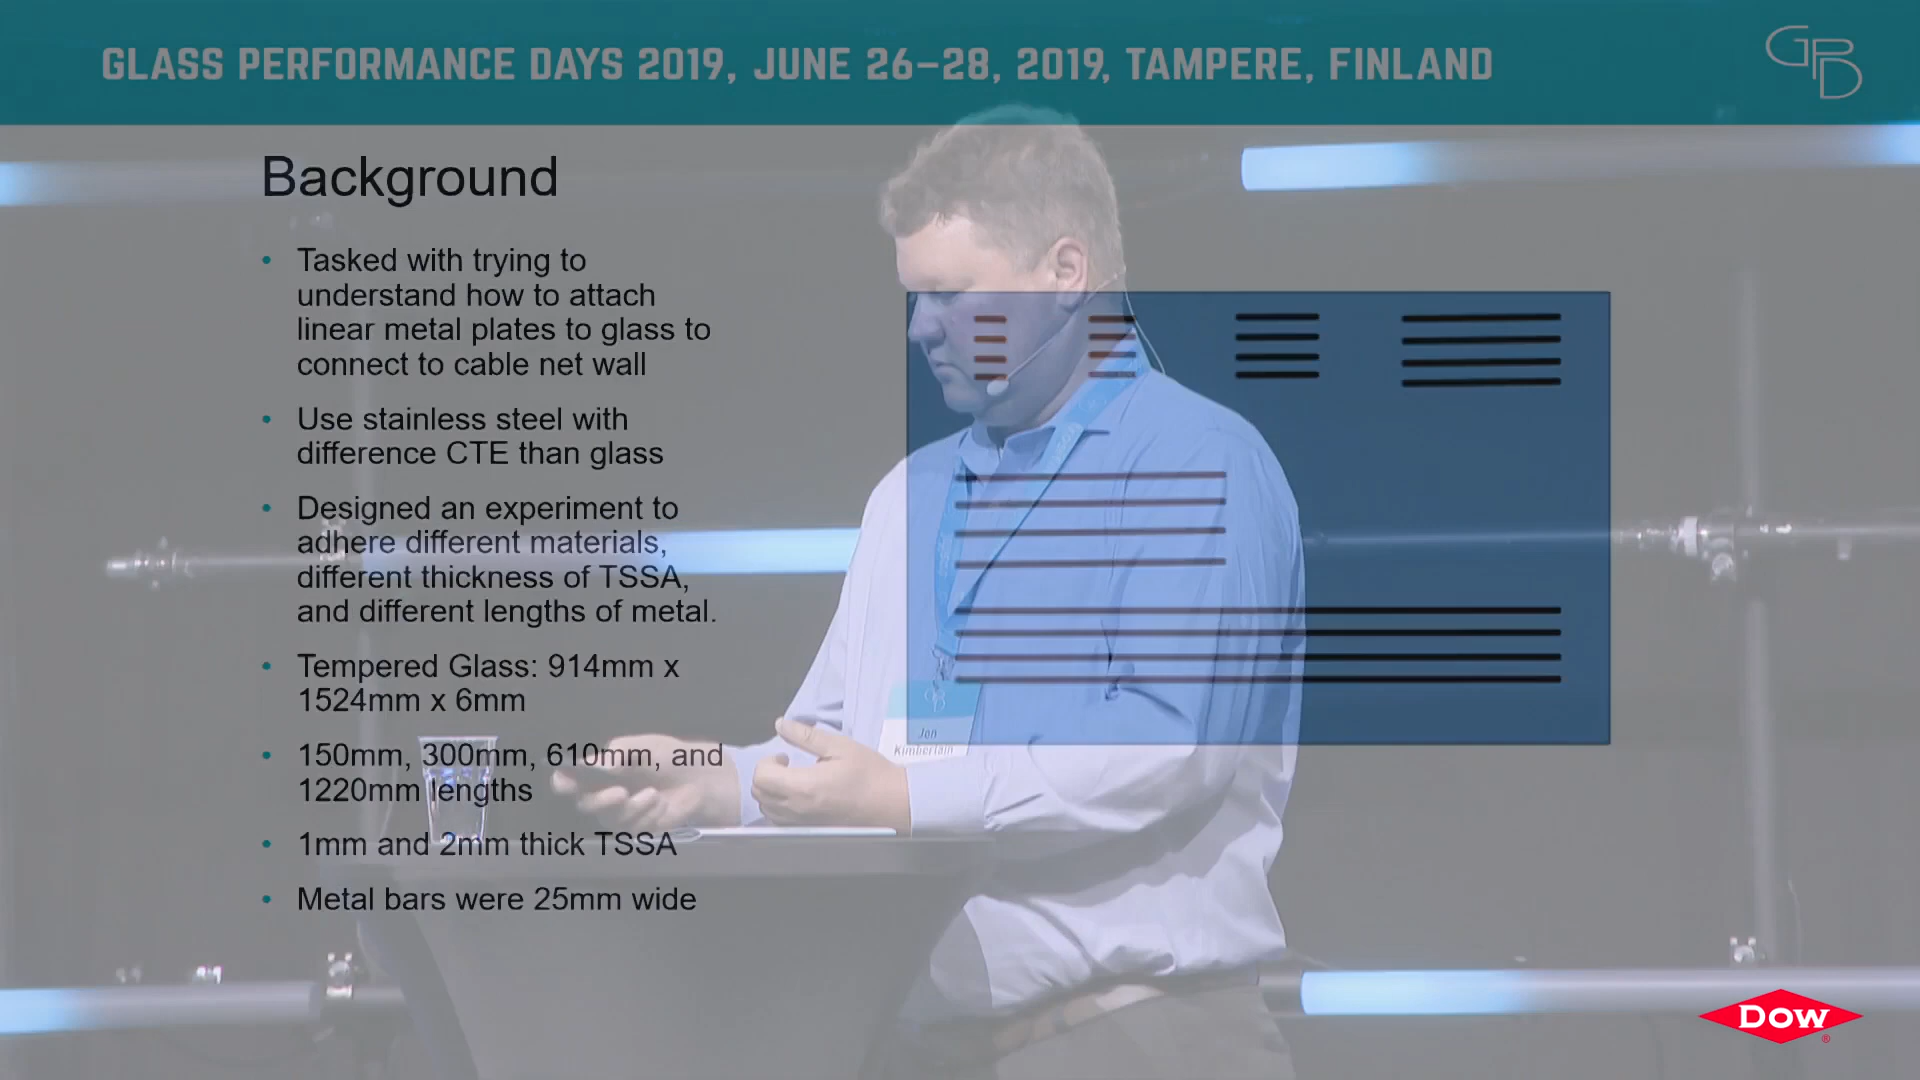 GLASS PERFORMANCE DAYS 2019, JUNE 26–28, 2019, TAMPERE, FINLAND
GPD
Background
• Tasked with trying to
understand how to attach
linear metal plates to glass to
connect to cable net wall
• Use stainless steel with
difference CTE than glass
• Designed an experiment to
adhere different materials,
different thickness of TSSA,
and different lengths of metal.
• Tempered Glass: 914mm x
1524mm x 6mm
• 150mm, 300mm, 610mm, and
1220mm lengths
• 1mm and 2mm thick TSSA
• Metal bars were 25mm wide
Jon
Kimberlain
DOW